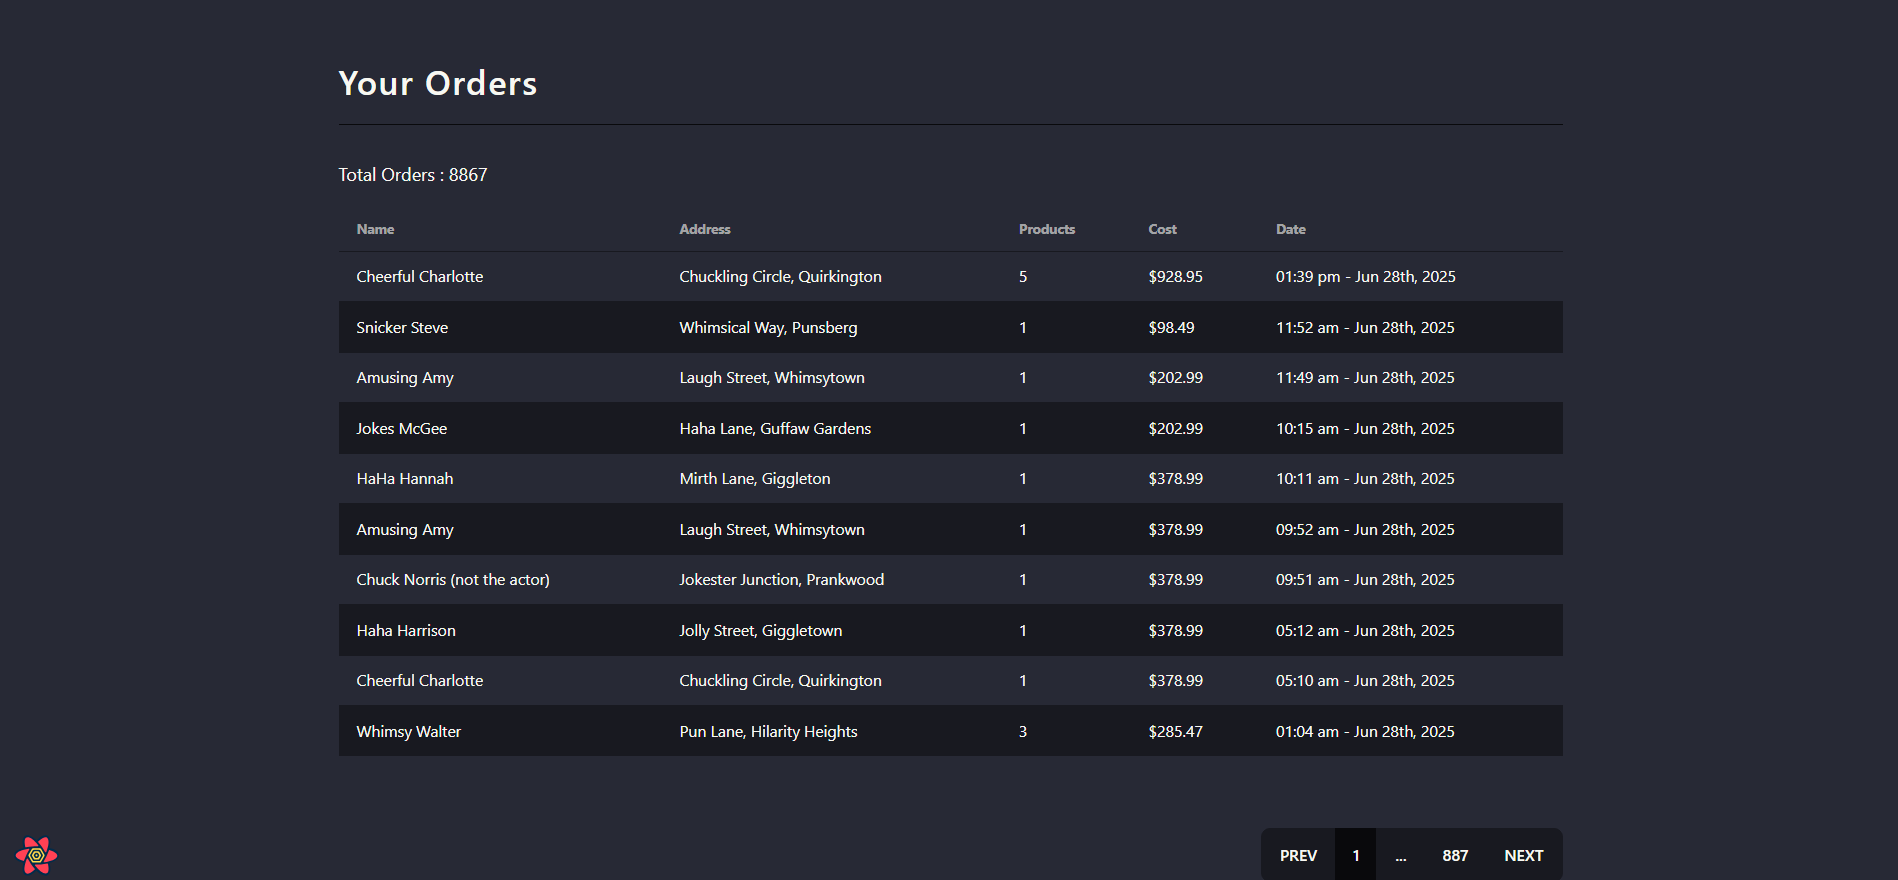 Your Orders
Total Orders : 8867
Name Address Products Cost Date
Cheerful Charlotte Chuckling Circle, Quirkington 5 $928.95 01:39 pm - Jun 28th, 2025
Snicker Steve Whimsical Way, Punsberg 1 $98.49 11:52 am - Jun 28th, 2025
Amusing Amy Laugh Street, Whimsytown 1 $202.99 11:49 am - Jun 28th, 2025
Jokes McGee Haha Lane, Guffaw Gardens 1 $202.99 10:15 am - Jun 28th, 2025
HaHa Hannah Mirth Lane, Giggleton 1 $378.99 10:11 am - Jun 28th, 2025
Amusing Amy Laugh Street, Whimsytown 1 $378.99 09:52 am - Jun 28th, 2025
Chuck Norris (not the actor) Jokester Junction, Prankwood 1 $378.99 09:51 am - Jun 28th, 2025
Haha Harrison Jolly Street, Giggletown 1 $378.99 05:12 am - Jun 28th, 2025
Cheerful Charlotte Chuckling Circle, Quirkington 1 $378.99 05:10 am - Jun 28th, 2025
Whimsy Walter Pun Lane, Hilarity Heights 3 $285.47 01:04 am - Jun 28th, 2025
PREV 1 ... 887 NEXT